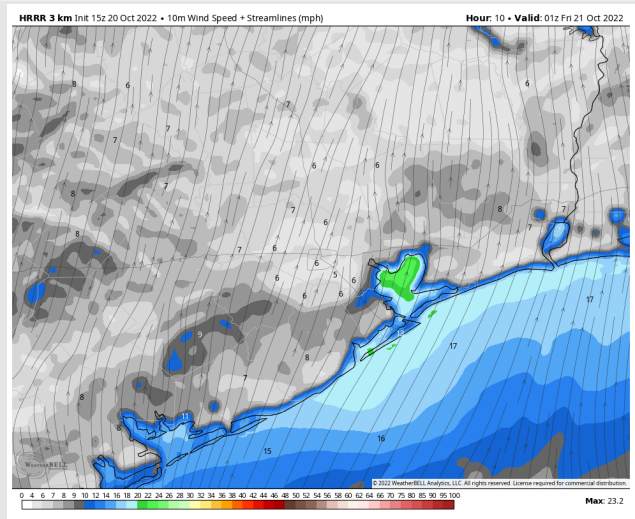 HRRR 3 km Init 15z 20 Oct 2022 • 10m Wind Speed + Streamlines (mph) Hour: 10 • Valid: 01z Fri 21 Oct 2022
8 6 7 6
7 7
6 6
8 7
7 8 7
6 7
8 7 6
6 5
6 6
6 6 17
9
8 17
7
8
11
8 16
15
WEATHERBELL
© 2022 WeatherBELL Analytics, LLC. All rights reserved. License required for commercial distribution.
0 4 6 7 8 9 10 12 14 16 18 20 22 24 26 28 30 32 34 36 38 40 42 44 46 48 50 52 54 56 58 60 62 64 66 70 75 80 85 90 95 100 Max: 23.2